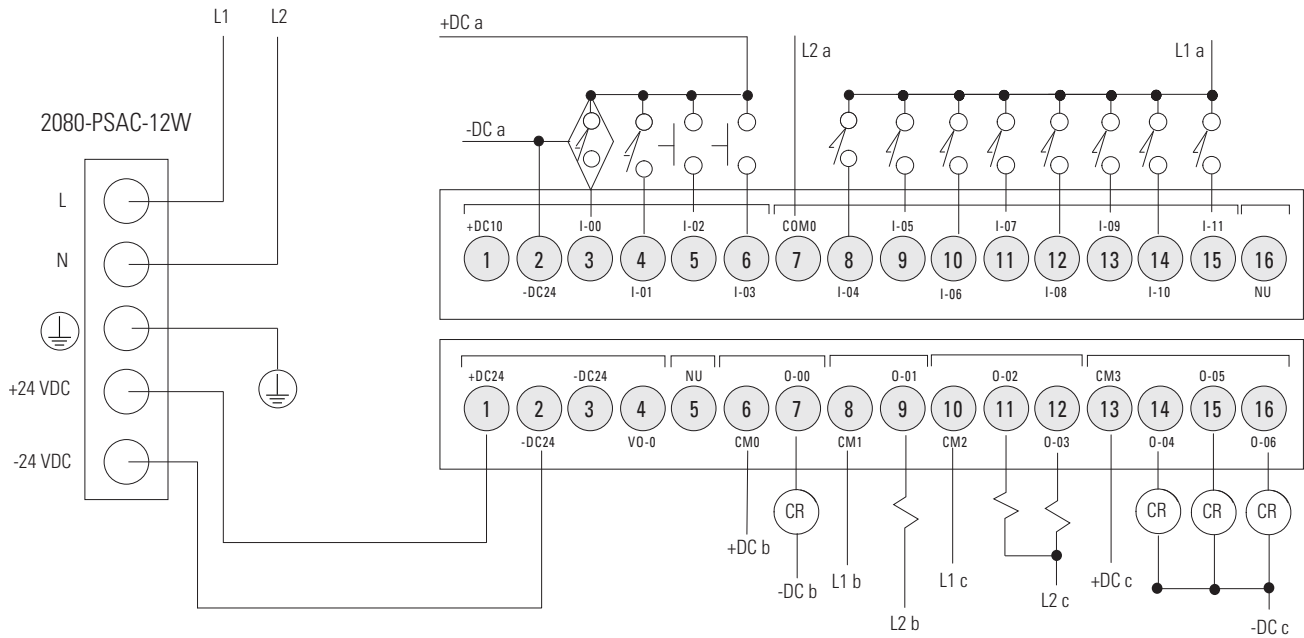 L1 L2
+DC a
L2 a
L1 a
2080-PSAC-12W
-DC a
L
N
+24 VDC
-24 VDC
+DC10 I-00 I-02 COM0 I-05 I-07 I-09 I-11
1 2 3 4 5 6 7 8 9 10 11 12 13 14 15 16
-DC24 I-01 I-03 I-04 I-06 I-08 I-10 NU
+DC24 -DC24 NU O-00 O-01 O-02 CM3 O-05
1 2 3 4 5 6 7 8 9 10 11 12 13 14 15 16
-DC24 VO-0 CM0 CM1 CM2 O-03 O-04 O-06
CR CR CR CR
+DC b
-DC b
L1 b
L2 b
L1 c
L2 c
+DC c
-DC c